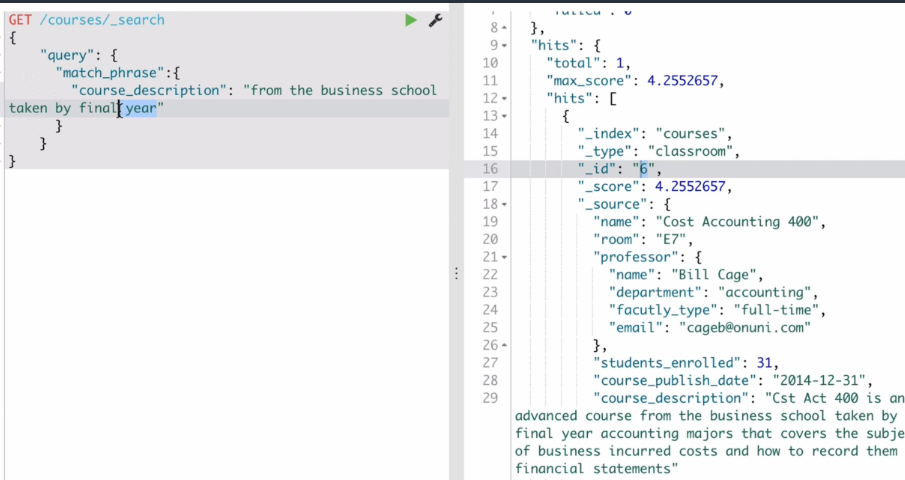 GET /courses/_search
{
"query": {
"match_phrase":{
"course_description": "from the business school
taken by final year"
}
}
}
8 },
9 "hits": {
10 "total": 1,
11 "max_score": 4.2552657,
12 "hits": [
13 {
14 "_index": "courses",
15 "_type": "classroom",
16 "_id": "6",
17 "_score": 4.2552657,
18 "_source": {
19 "name": "Cost Accounting 400",
20 "room": "E7",
21 "professor": {
22 "name": "Bill Cage",
23 "department": "accounting",
24 "facutly_type": "full-time",
25 "email": "cageb@onuni.com"
26 },
27 "students_enrolled": 31,
28 "course_publish_date": "2014-12-31",
29 "course_description": "Cst Act 400 is an
advanced course from the business school taken by
final year accounting majors that covers the subje
of business incurred costs and how to record them
financial statements"